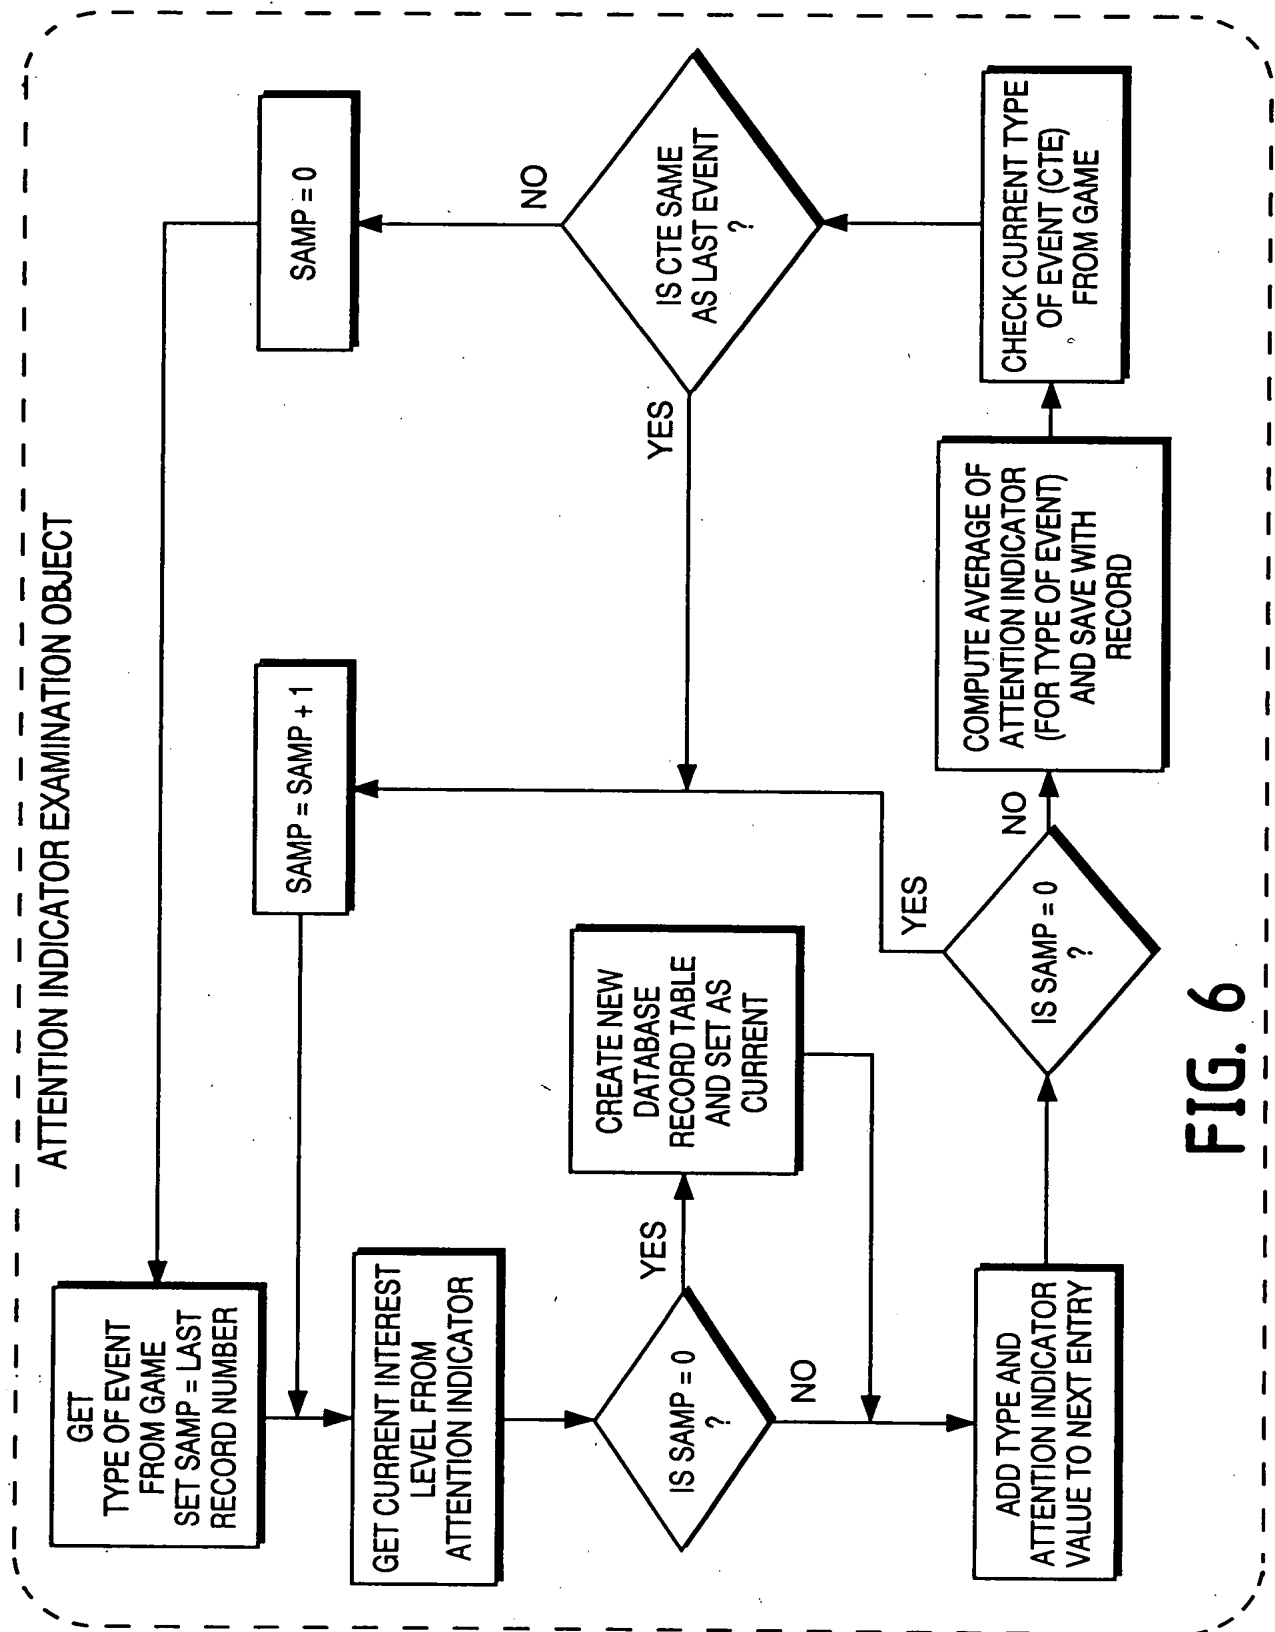 ATTENTION INDICATOR EXAMINATION OBJECT
GET
TYPE OF EVENT
FROM GAME
SET SAMP = LAST
RECORD NUMBER
GET CURRENT INTEREST
LEVEL FROM
ATTENTION INDICATOR
IS SAMP = 0
?
YES
NO
CREATE NEW
DATABASE
RECORD TABLE
AND SET AS
CURRENT
ADD TYPE AND
ATTENTION INDICATOR
VALUE TO NEXT ENTRY
IS SAMP = 0
?
YES
NO
SAMP = SAMP + 1
COMPUTE AVERAGE OF
ATTENTION INDICATOR
(FOR TYPE OF EVENT)
AND SAVE WITH
RECORD
CHECK CURRENT TYPE
OF EVENT (CTE)
FROM GAME
IS CTE SAME
AS LAST EVENT
?
YES
NO
SAMP = 0
FIG. 6